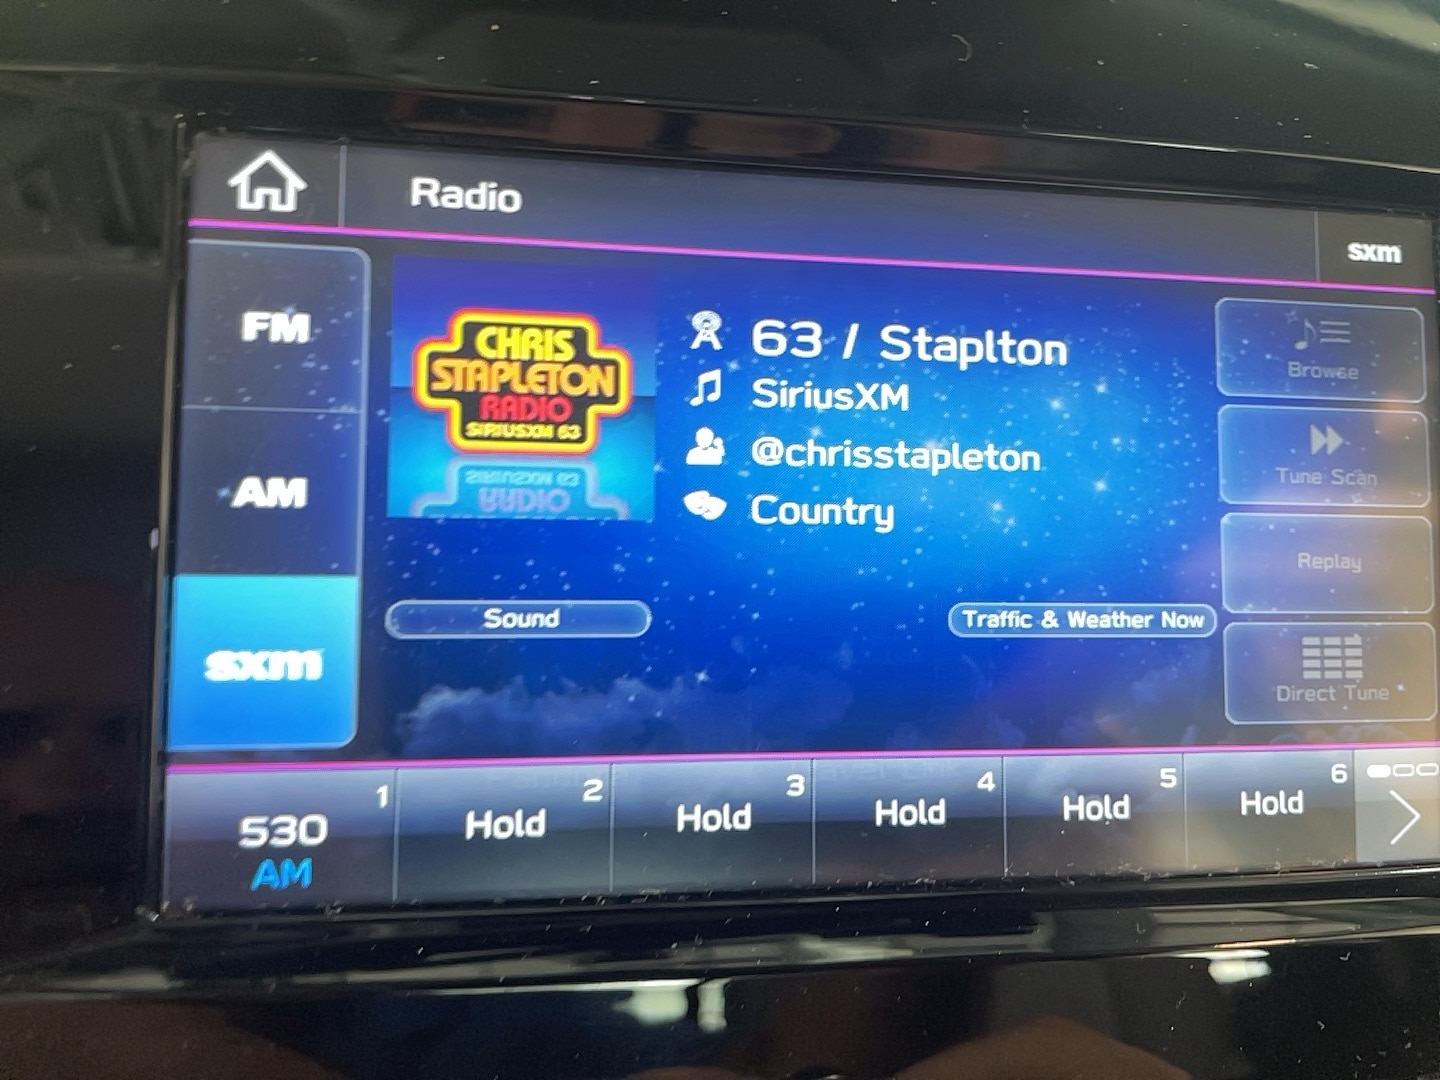 Radio
sxm
FM
AM
sxm
CHRIS
STAPLETON
RADIO
SIRIUSXM 63
63 / Staplton
SiriusXM
@chrisstapleton
Country
Browse
Tune Scan
Replay
Direct Tune
Sound
Traffic & Weather Now
1
530
AM
2
Hold
3
Hold
4
Hold
5
Hold
6
Hold